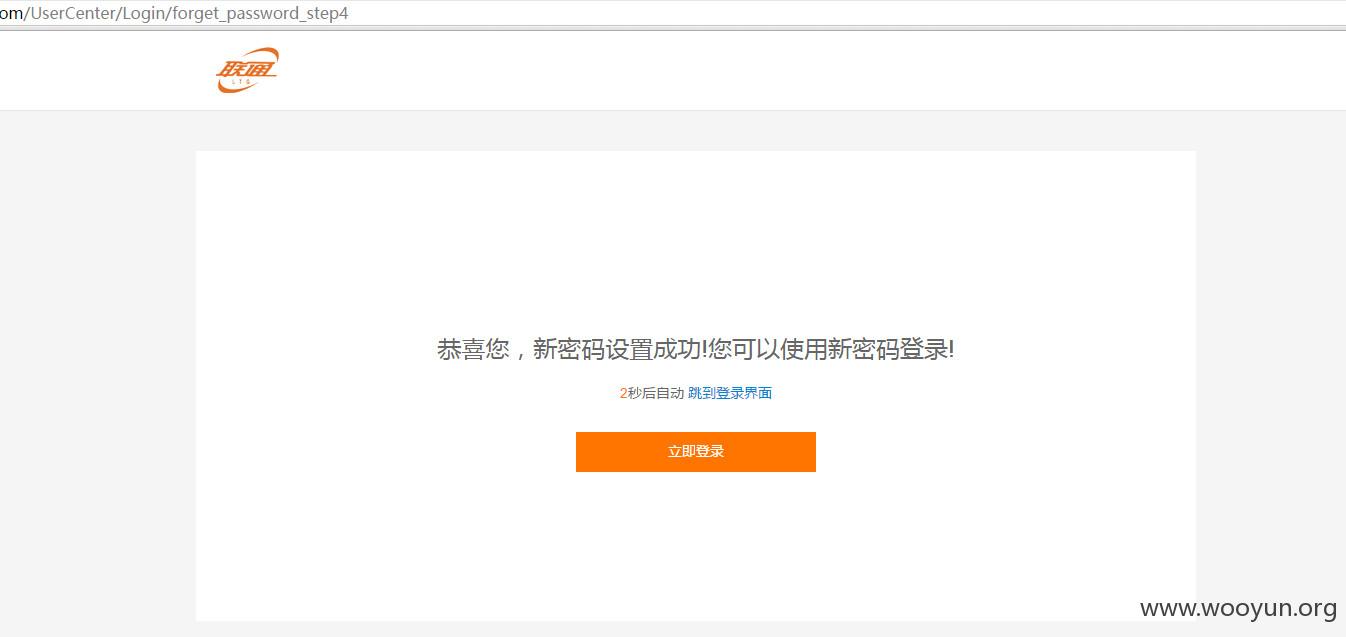 om/UserCenter/Login/forget_password_step4
联通
LTG
恭喜您，新密码设置成功!您可以使用新密码登录!
2秒后自动 跳到登录界面
立即登录
www.wooyun.org